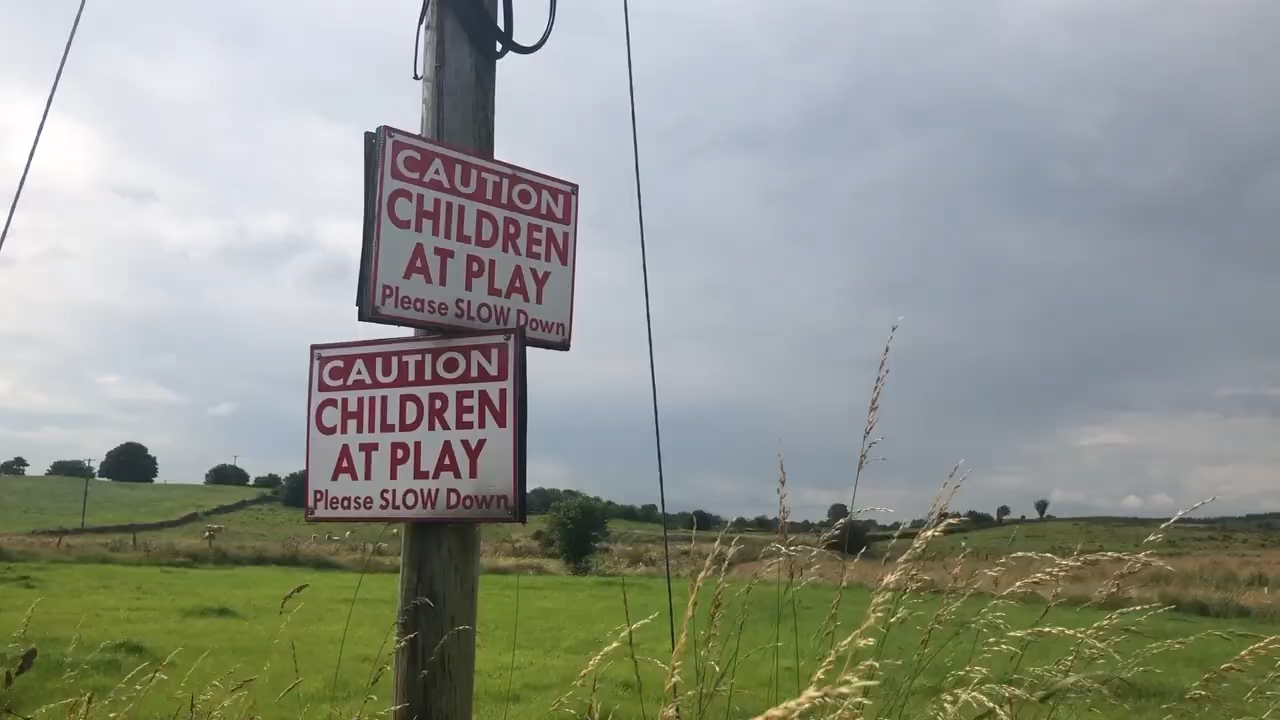 CAUTION
CHILDREN
AT PLAY
Please SLOW Down
CAUTION
CHILDREN
AT PLAY
Please SLOW Down